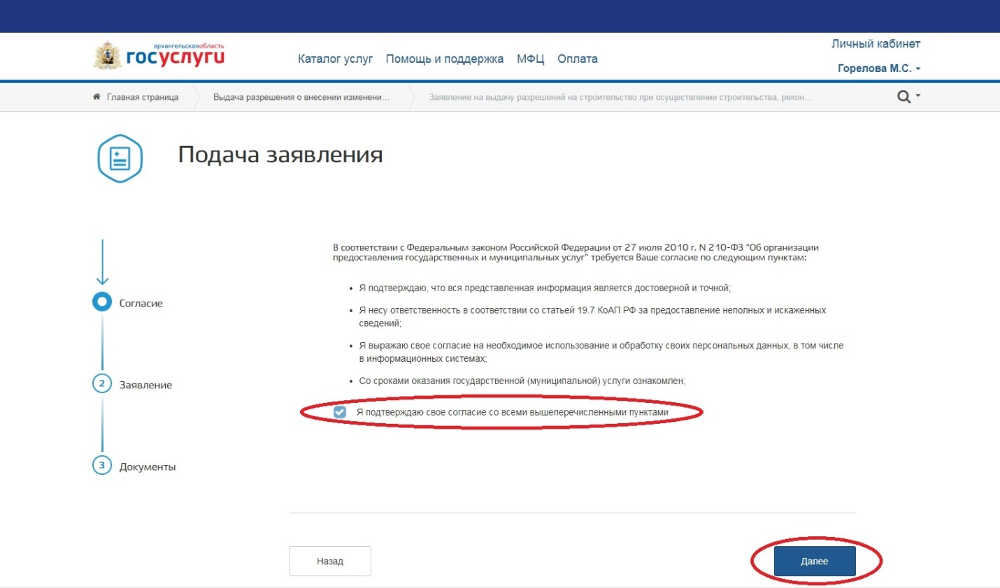 архангельскаяобласть
госуслуги
Каталог услуг Помощь и поддержка МФЦ Оплата
Личный кабинет
Горелова М.С.
Главная страница
Выдача разрешения о внесении изменени...
Заявление на выдачу разрешений на строительство при осуществлении строительства, рекон...
Подача заявления
В соответствии с Федеральным законом Российской Федерации от 27 июля 2010 г. N 210-ФЗ "Об организации
предоставления государственных и муниципальных услуг" требуется Ваше согласие по следующим пунктам:
• Я подтверждаю, что вся представленная информация является достоверной и точной;
• Я несу ответственность в соответствии со статьей 19.7 КоАП РФ за предоставление неполных и искаженных
сведений;
• Я выражаю свое согласие на необходимое использование и обработку своих персональных данных, в том числе
в информационных системах;
• Со сроками оказания государственной (муниципальной) услуги ознакомлен;
Я подтверждаю свое согласие со всеми вышеперечисленными пунктами
Согласие
2 Заявление
3 Документы
Назад
Далее